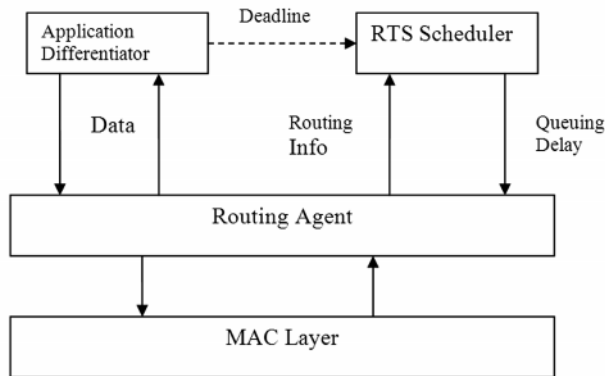 Deadline
Application
Differentiator
RTS Scheduler
Data
Routing
Info
Queuing
Delay
Routing Agent
MAC Layer